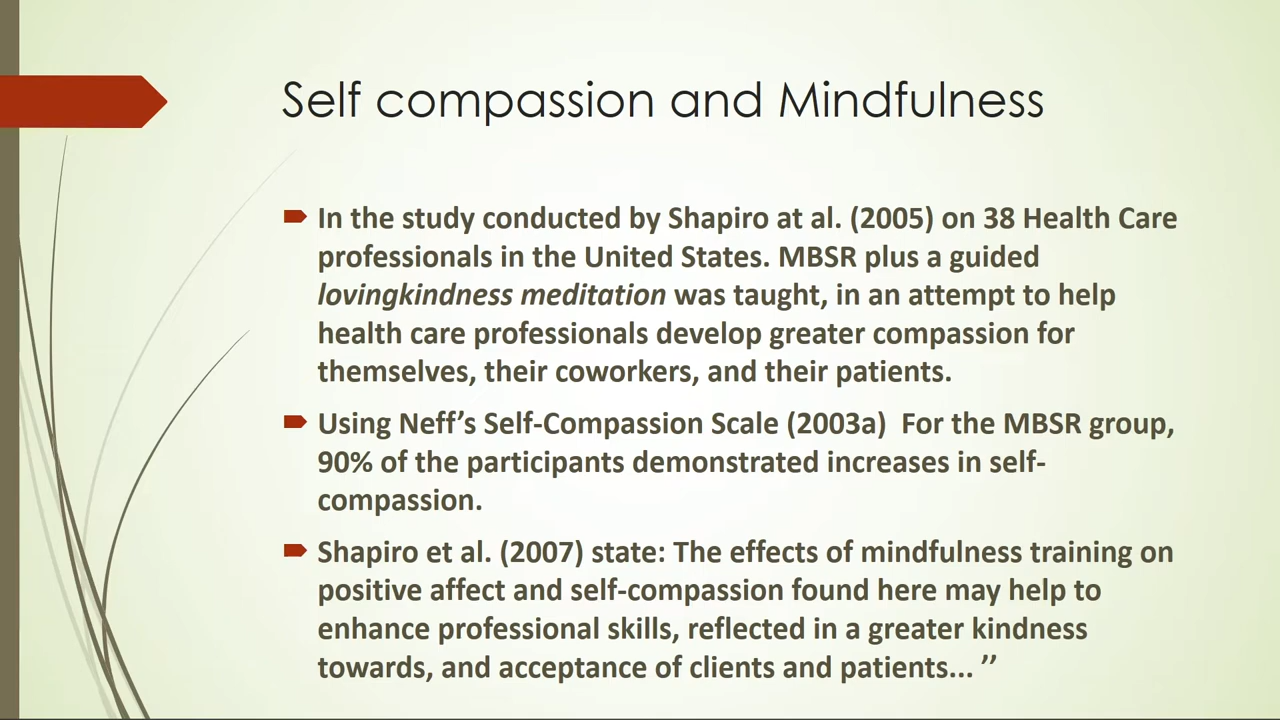 Self compassion and Mindfulness
In the study conducted by Shapiro at al. (2005) on 38 Health Care
professionals in the United States. MBSR plus a guided
lovingkindness meditation was taught, in an attempt to help
health care professionals develop greater compassion for
themselves, their coworkers, and their patients.
Using Neff’s Self-Compassion Scale (2003a)  For the MBSR group,
90% of the participants demonstrated increases in self-
compassion.
Shapiro et al. (2007) state: The effects of mindfulness training on
positive affect and self-compassion found here may help to
enhance professional skills, reflected in a greater kindness
towards, and acceptance of clients and patients... ’’